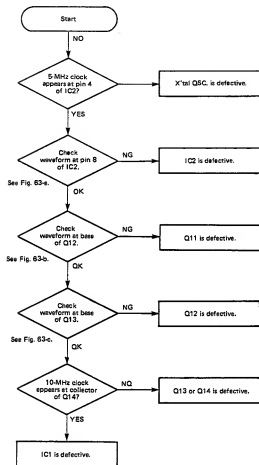 Start
NO
5-MHz clock
appears at pin 4
of IC2?
X'tal OSC. is defective.
YES
Check
waveform at pin 8
of IC2.
NG
IC2 is defective.
See Fig. 63-a.
OK
Check
waveform at base
of Q12.
NG
Q11 is defective.
See Fig. 63-b.
OK
Check
waveform at base
of Q13.
NG
Q12 is defective.
See Fig. 63-c.
OK
10-MHz clock
appears at collector
of Q14?
NO
Q13 or Q14 is defective.
YES
IC1 is defective.